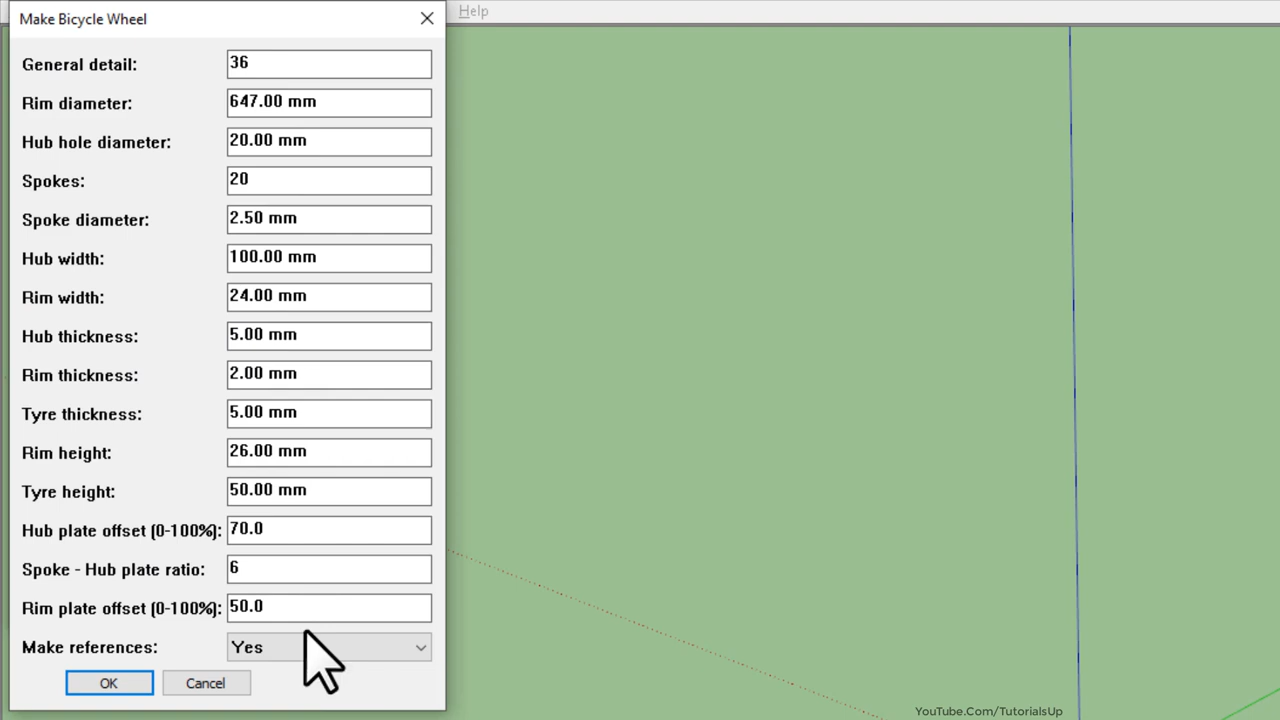 Make Bicycle Wheel
Help
General detail: 36
Rim diameter: 647.00 mm
Hub hole diameter: 20.00 mm
Spokes: 20
Spoke diameter: 2.50 mm
Hub width: 100.00 mm
Rim width: 24.00 mm
Hub thickness: 5.00 mm
Rim thickness: 2.00 mm
Tyre thickness: 5.00 mm
Rim height: 26.00 mm
Tyre height: 50.00 mm
Hub plate offset (0-100%): 70.0
Spoke - Hub plate ratio: 6
Rim plate offset (0-100%): 50.0
Make references: Yes
OK Cancel
YouTube.Com/TutorialsUp